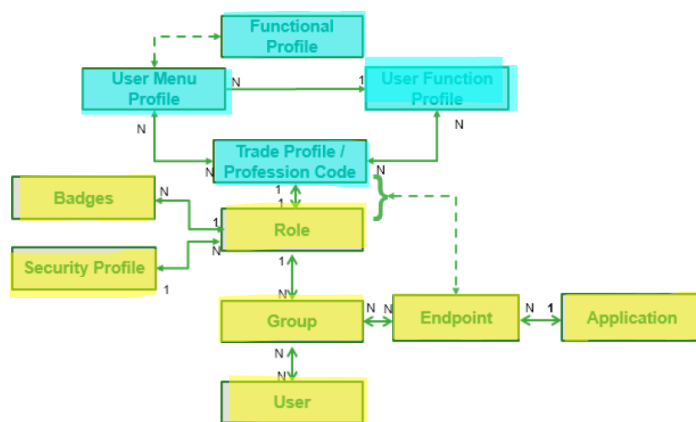 Functional
Profile
User Menu
Profile
N
1
User Function
Profile
N
N
Trade Profile /
Profession Code
N
N
1
1
Badges
N
1
Role
}
Security Profile
1
N
1
N
Group
N
N
Endpoint
N
1
Application
N
N
User